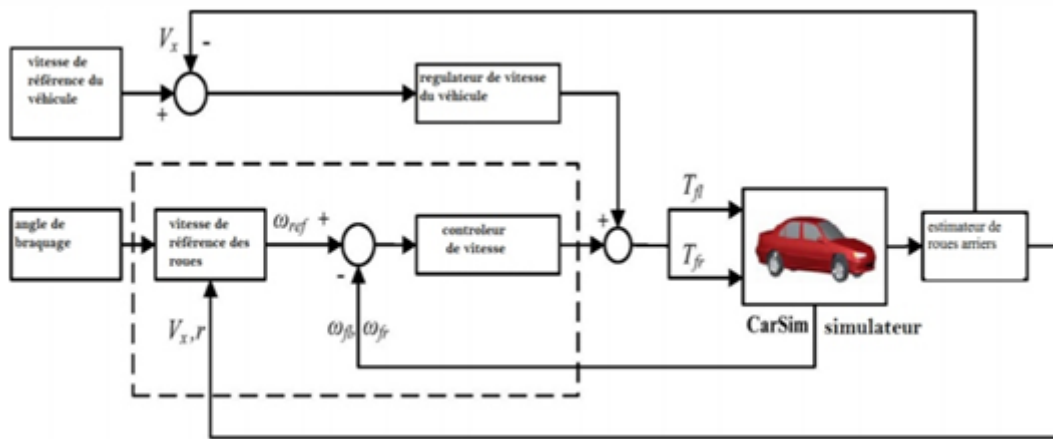 V_x -
vitesse de
référence du
véhicule
+
regulateur de vitesse
du véhicule
angle de
braquage
vitesse de
référence des
roues
ω_ref +
-
controleur
de vitesse
+
T_fl
T_fr
estimateur de
roues arriers
CarSim simulateur
V_x,r
ω_fl, ω_fr